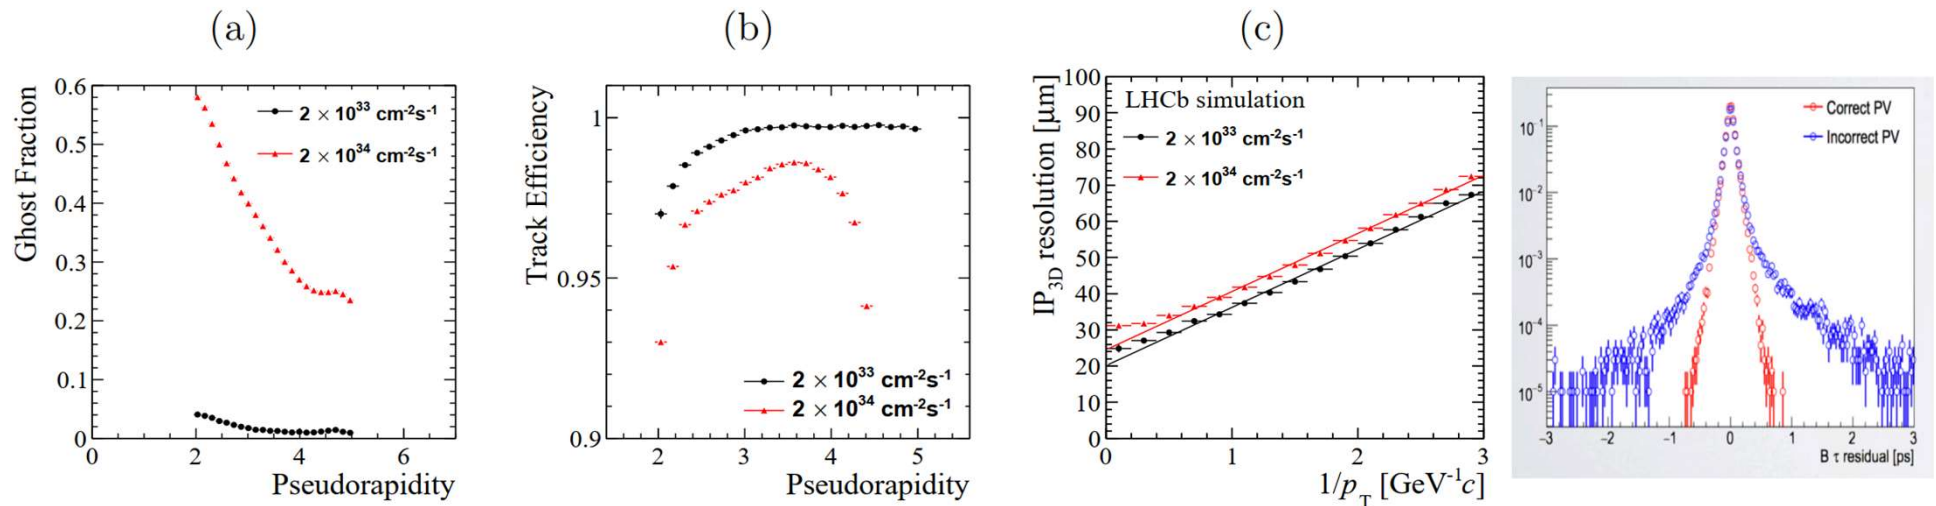 (a)
(b)
(c)
Ghost Fraction
0.6
0.5
0.4
0.3
0.2
0.1
0
0 2 4 6
Pseudorapidity
2 × 10³³ cm⁻²s⁻¹
2 × 10³⁴ cm⁻²s⁻¹
Track Efficiency
1
0.95
0.9
2 3 4 5
Pseudorapidity
2 × 10³³ cm⁻²s⁻¹
2 × 10³⁴ cm⁻²s⁻¹
IP₃D resolution [μm]
100
90
80
70
60
50
40
30
20
10
0
0 1 2 3
1/pT [GeV⁻¹c]
LHCb simulation
2 × 10³³ cm⁻²s⁻¹
2 × 10³⁴ cm⁻²s⁻¹
Correct PV
Incorrect PV
10⁻¹
10⁻²
10⁻³
10⁻⁴
10⁻⁵
−3 −2 −1 0 1 2 3
B τ residual [ps]